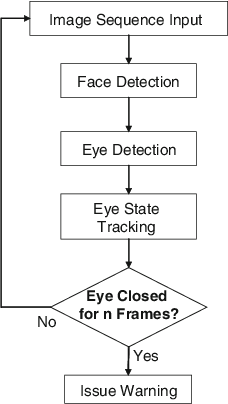 Image Sequence Input
Face Detection
Eye Detection
Eye State
Tracking
Eye Closed
for n Frames?
No
Yes
Issue Warning